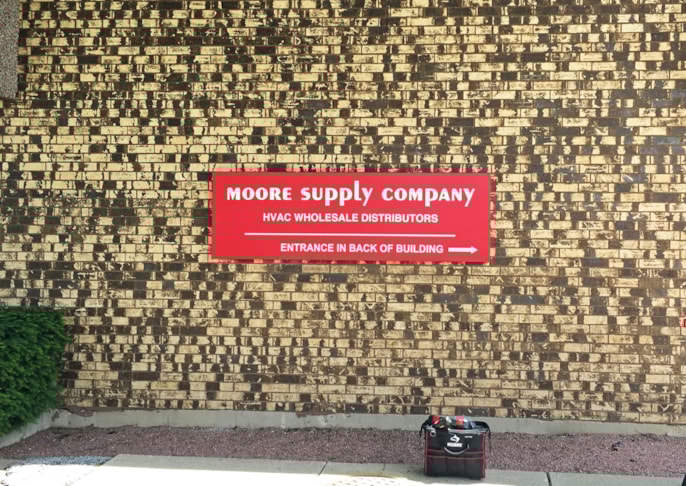 MOORE SUPPLY COMPANY
HVAC WHOLESALE DISTRIBUTORS
ENTRANCE IN BACK OF BUILDING